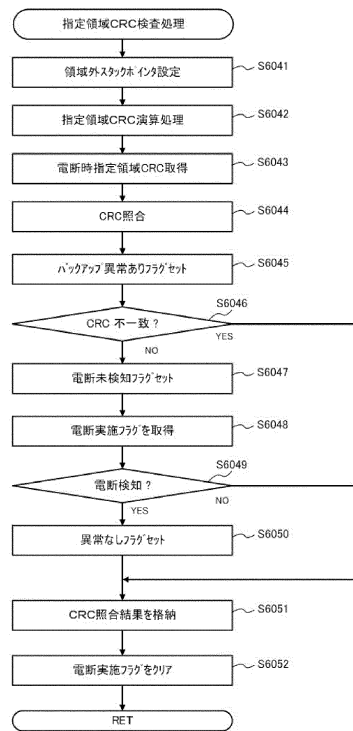 指定領域CRC検査処理
領域外スタックポインタ設定
S6041
指定領域CRC演算処理
S6042
電断時指定領域CRC取得
S6043
CRC照合
S6044
バックアップ異常ありフラグセット
S6045
CRC 不一致？
S6046
YES
NO
電断未検知フラグセット
S6047
電断実施フラグを取得
S6048
電断検知？
S6049
NO
YES
異常なしフラグセット
S6050
CRC照合結果を格納
S6051
電断実施フラグをクリア
S6052
RET